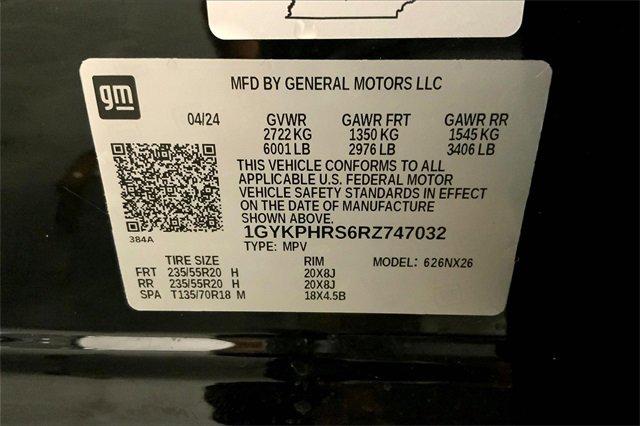 gm
MFD BY GENERAL MOTORS LLC
04/24 GVWR GAWR FRT GAWR RR
2722 KG 1350 KG 1545 KG
6001 LB 2976 LB 3406 LB
THIS VEHICLE CONFORMS TO ALL
APPLICABLE U.S. FEDERAL MOTOR
VEHICLE SAFETY STANDARDS IN EFFECT
ON THE DATE OF MANUFACTURE
SHOWN ABOVE.
384A
1GYKPHRS6RZ747032
TYPE: MPV
TIRE SIZE RIM MODEL: 626NX26
FRT 235/55R20 H 20X8J
RR 235/55R20 H 20X8J
SPA T135/70R18 M 18X4.5B